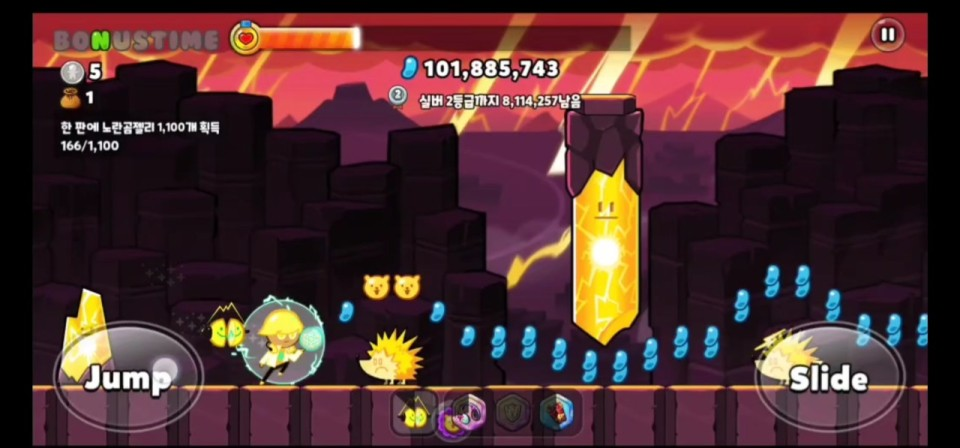 BONUSTIME
5
101,885,743
1
2
실버 2등급까지 8,114,257남음
한 판에 노란곰젤리 1,100개 획득
166/1,100
Jump
Slide